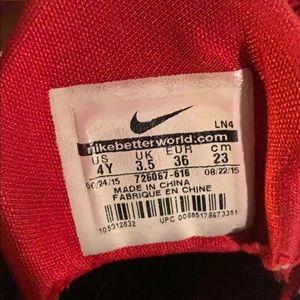 LN4
nikebetterworld.com
US UK EUR cm
4Y 3.5 36 23
726067-616 08/22/15
MADE IN CHINA
FABRIQUE EN CHINE
UPC